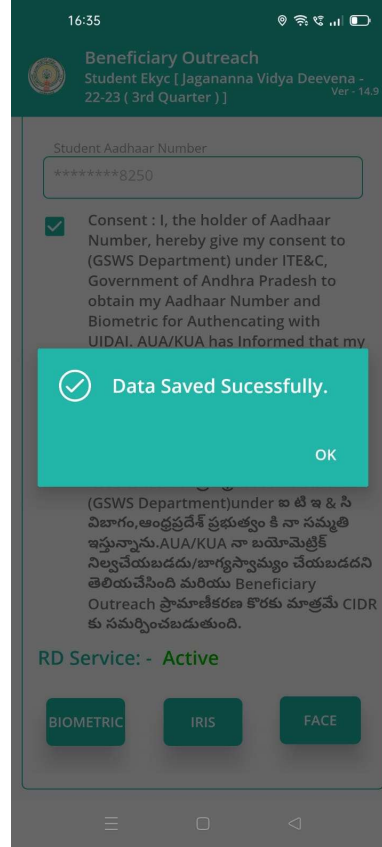 16:35
Beneficiary Outreach
Student Ekyc [ Jagananna Vidya Deevena -
22-23 ( 3rd Quarter ) ]
Ver - 14.9
Student Aadhaar Number
********8250
Consent : I, the holder of Aadhaar
Number, hereby give my consent to
(GSWS Department) under ITE&C,
Government of Andhra Pradesh to
obtain my Aadhaar Number and
Biometric for Authencating with
UIDAI. AUA/KUA has Informed that my
Data Saved Sucessfully.
OK
(GSWS Department)under ఐ టి ఇ & సి
విబాగం,ఆంధ్రప్రదేశ్ ప్రభుత్వం కి నా సమ్మతి
ఇస్తున్నాను.AUA/KUA నా బయోమెట్రిక్
నిల్వచేయబడదు/బాగ్యస్వామ్యం చేయబడదని
తెలియచేసింది మరియు Beneficiary
Outreach ప్రామాణీకరణ కొరకు మాత్రమే CIDR
కు సమర్పించబడుతుంది.
RD Service: - Active
BIOMETRIC
IRIS
FACE